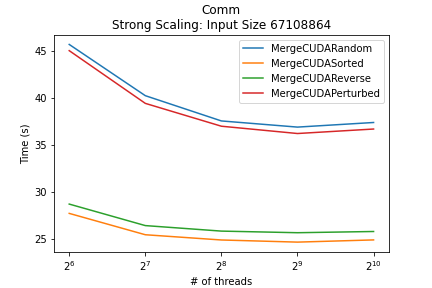 Comm
Strong Scaling: Input Size 67108864
MergeCUDARandom
MergeCUDASorted
MergeCUDAReverse
MergeCUDAPerturbed
Time (s)
45
40
35
30
25
2⁶ 2⁷ 2⁸ 2⁹ 2¹⁰
# of threads